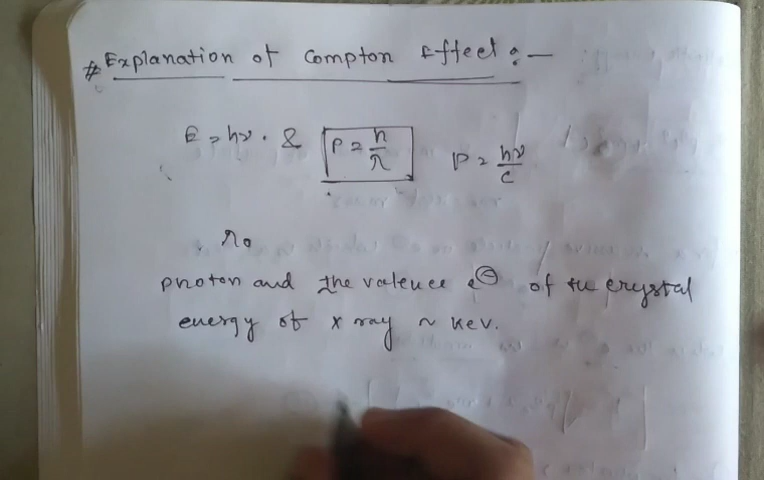 # Explanation of Compton Effect :-
E = hν . & P = h/λ P = hν/c
λ₀
photon and the valence e⊖ of the crystal
energy of x ray ~ kev.